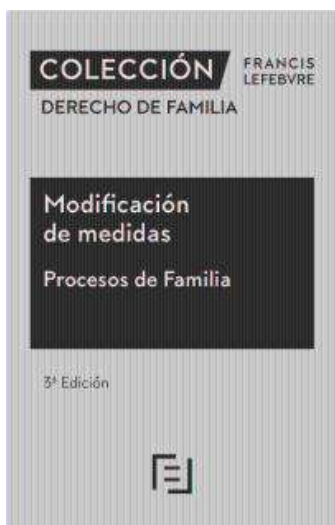 COLECCIÓN
FRANCIS
LEFEBVRE
DERECHO DE FAMILIA
Modificación
de medidas
Procesos de Familia
3ª Edición